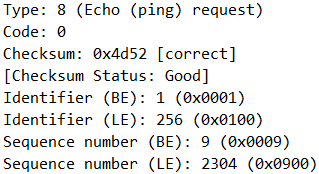 Type: 8 (Echo (ping) request)
Code: 0
Checksum: 0x4d52 [correct]
[Checksum Status: Good]
Identifier (BE): 1 (0x0001)
Identifier (LE): 256 (0x0100)
Sequence number (BE): 9 (0x0009)
Sequence number (LE): 2304 (0x0900)